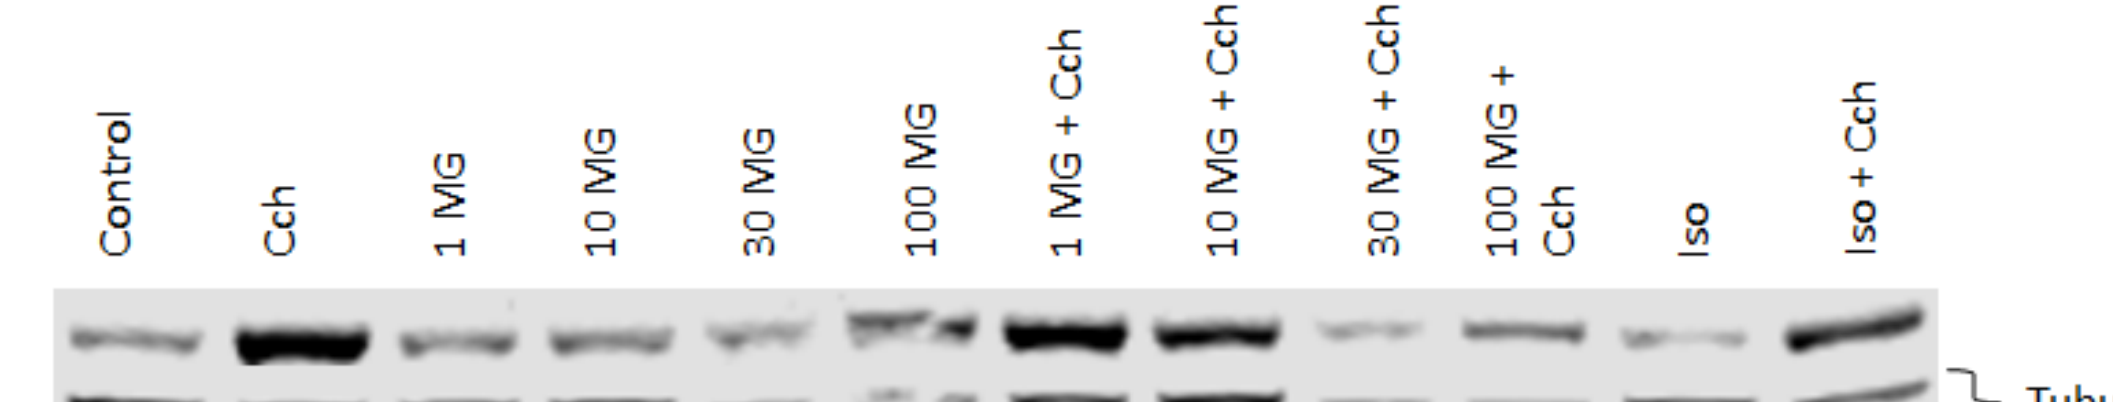 Control
Cch
1 MG
10 MG
30 MG
100 MG
1 MG + Cch
10 MG + Cch
30 MG + Cch
100 MG +
Cch
Iso
Iso + Cch